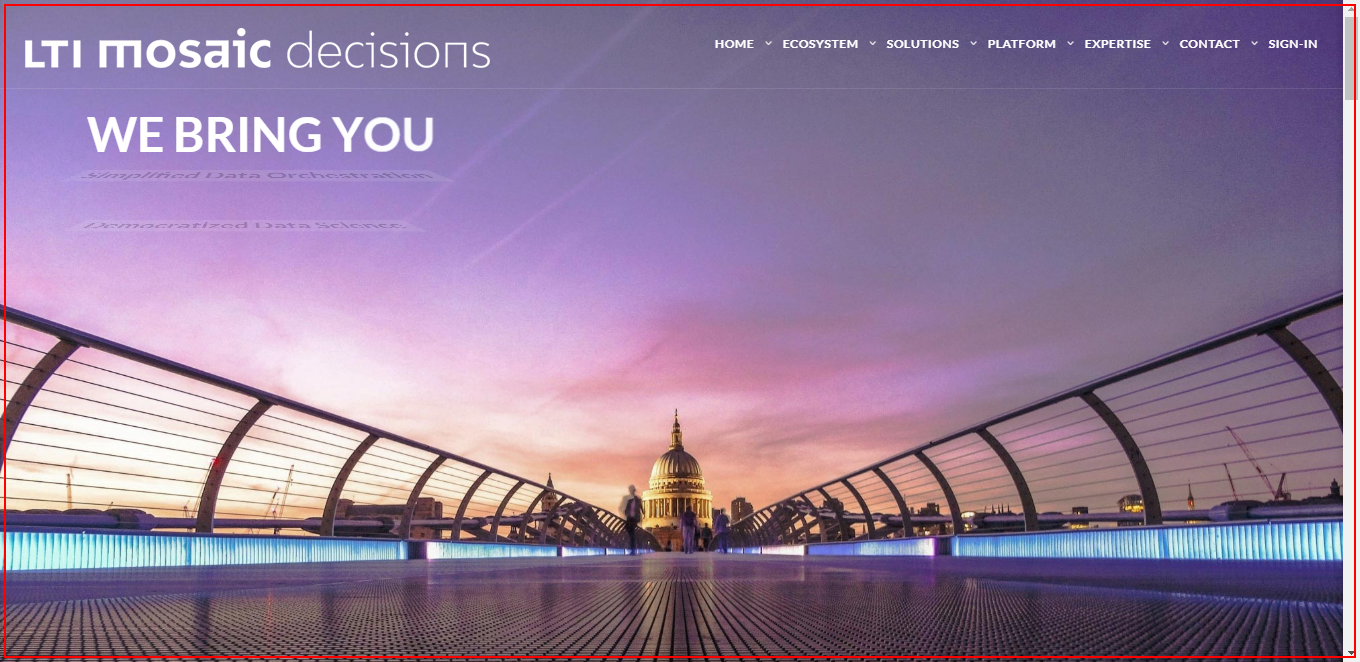 LTI mosaic decisions
HOME ECOSYSTEM SOLUTIONS PLATFORM EXPERTISE CONTACT SIGN-IN
WE BRING YOU
Simplified Data Orchestration
Democratized Data Science